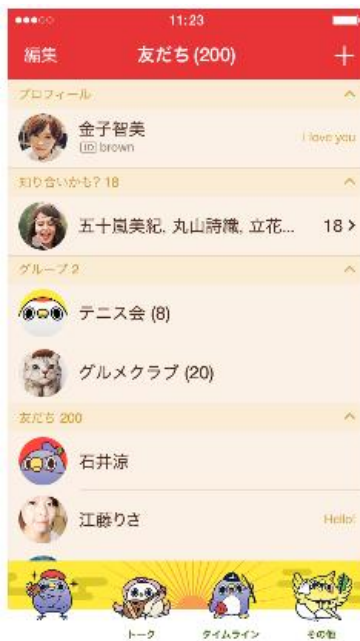 11:23
編集
友だち (200)
プロフィール
金子智美
ID brown
I love you
知り合いかも? 18
五十嵐美紀, 丸山詩織, 立花...
18
グループ 2
テニス会 (8)
グルメクラブ (20)
友だち 200
石井涼
江藤りさ
Hello!
トーク
タイムライン
その他